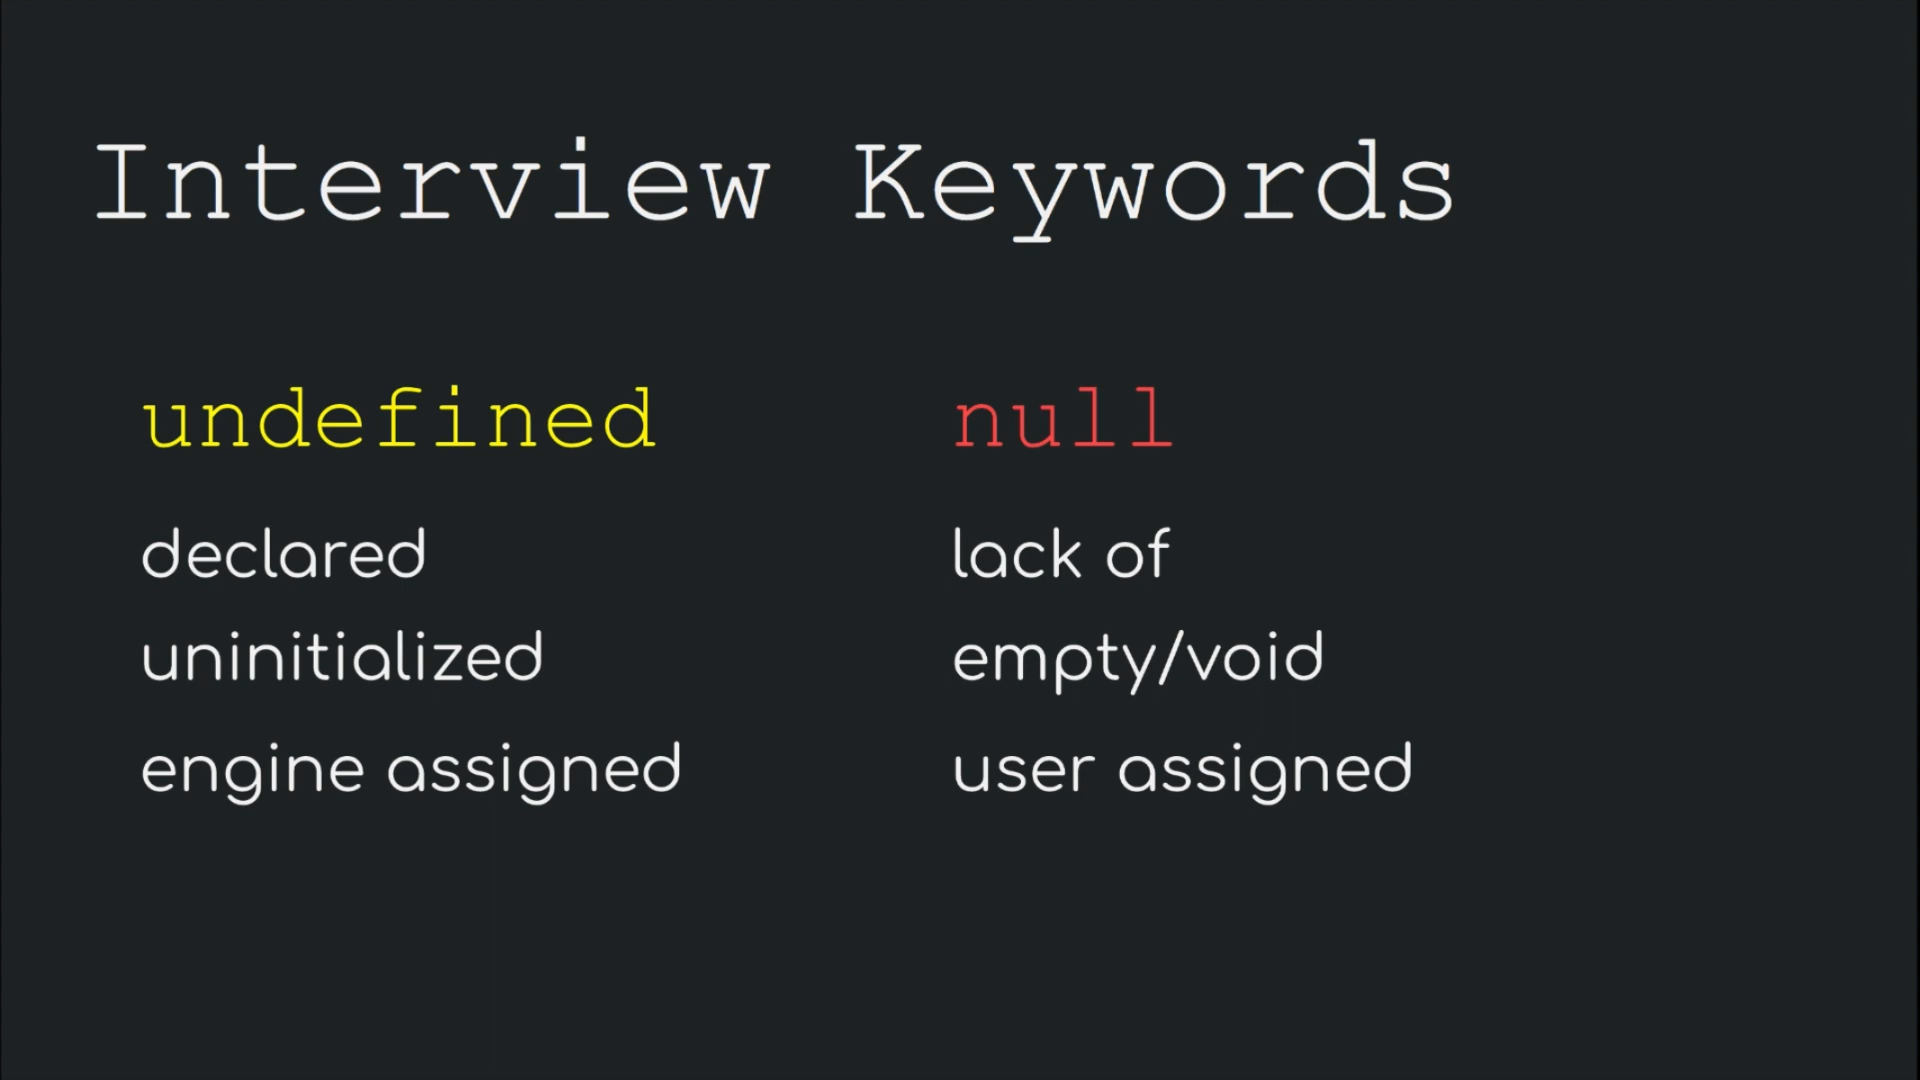 Interview Keywords
undefined
declared
uninitialized
engine assigned
null
lack of
empty/void
user assigned